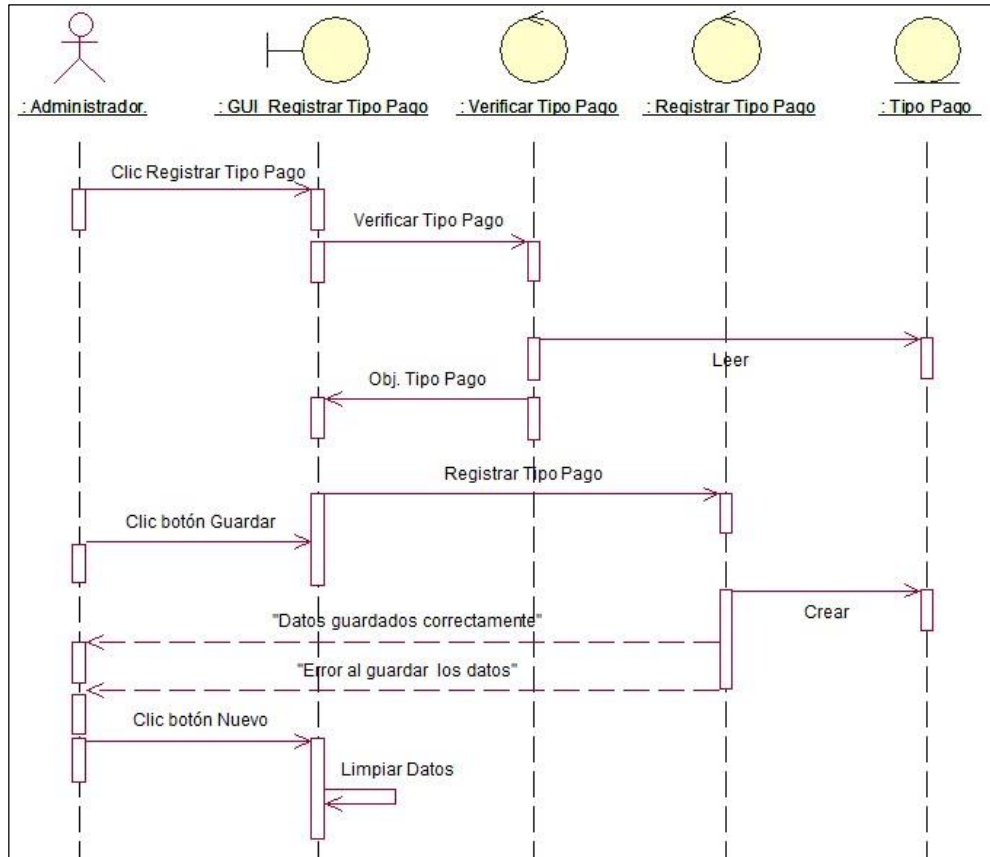 : Administrador.
: GUI_Registrar Tipo Pago
: Verificar Tipo Pago
: Registrar Tipo Pago
: Tipo Pago
Clic Registrar Tipo Pago
Verificar Tipo Pago
Leer
Obj. Tipo Pago
Registrar Tipo Pago
Clic botón Guardar
Crear
"Datos guardados correctamente"
"Error al guardar los datos"
Clic botón Nuevo
Limpiar Datos